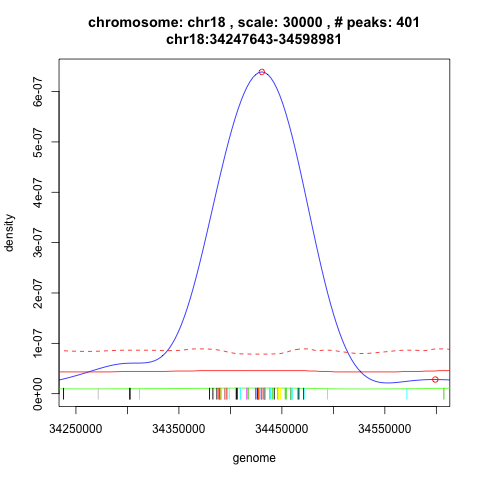 chromosome: chr18 , scale: 30000 , # peaks: 401
chr18:34247643-34598981
density
6e-07
5e-07
4e-07
3e-07
2e-07
1e-07
0e+00
34250000 34350000 34450000 34550000
genome